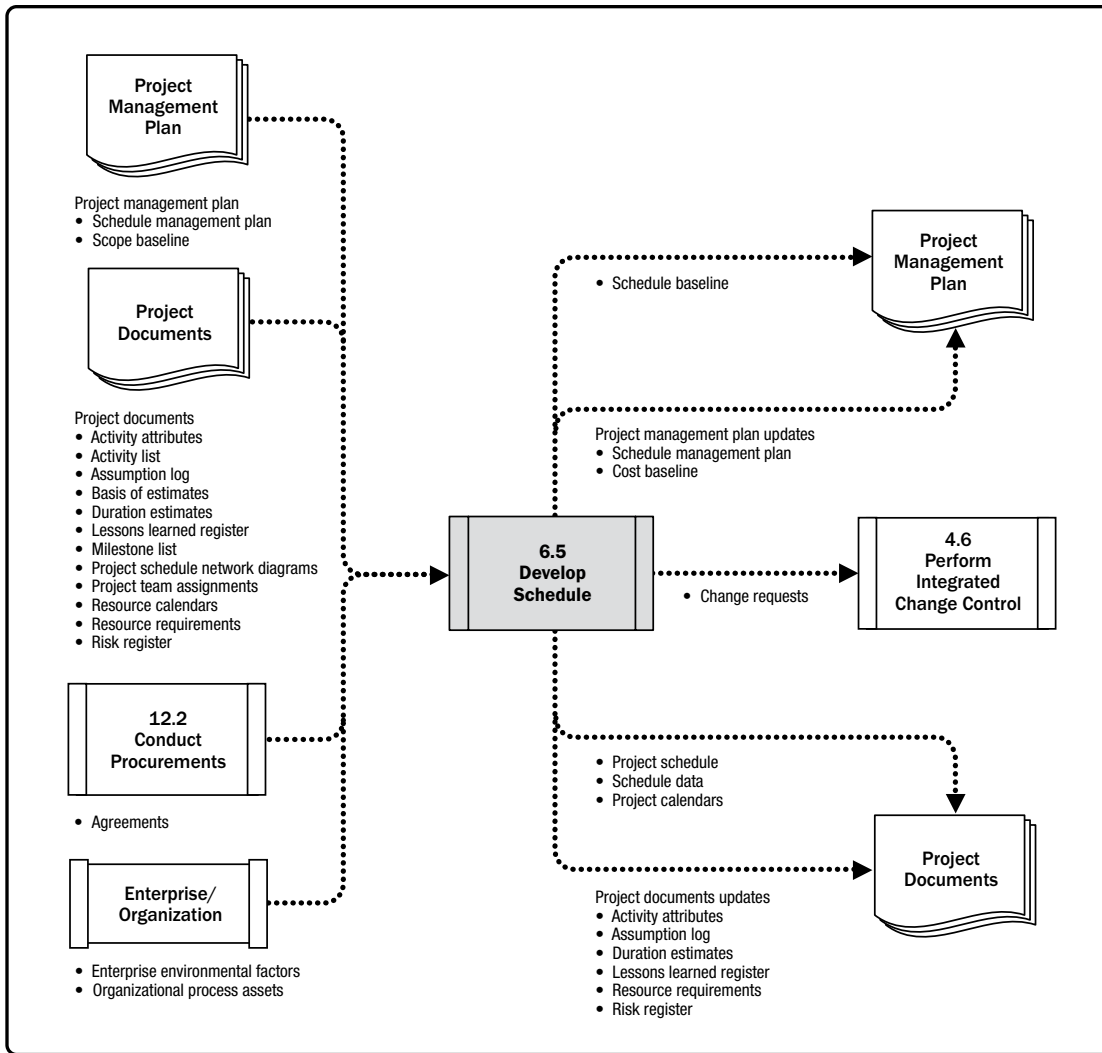 Project
Management
Plan
Project management plan
• Schedule management plan
• Scope baseline
Project
Documents
Project documents
• Activity attributes
• Activity list
• Assumption log
• Basis of estimates
• Duration estimates
• Lessons learned register
• Milestone list
• Project schedule network diagrams
• Project team assignments
• Resource calendars
• Resource requirements
• Risk register
12.2
Conduct
Procurements
• Agreements
Enterprise/
Organization
• Enterprise environmental factors
• Organizational process assets
6.5
Develop
Schedule
• Schedule baseline
Project
Management
Plan
Project management plan updates
• Schedule management plan
• Cost baseline
• Change requests
4.6
Perform
Integrated
Change Control
• Project schedule
• Schedule data
• Project calendars
Project
Documents
Project documents updates
• Activity attributes
• Assumption log
• Duration estimates
• Lessons learned register
• Resource requirements
• Risk register